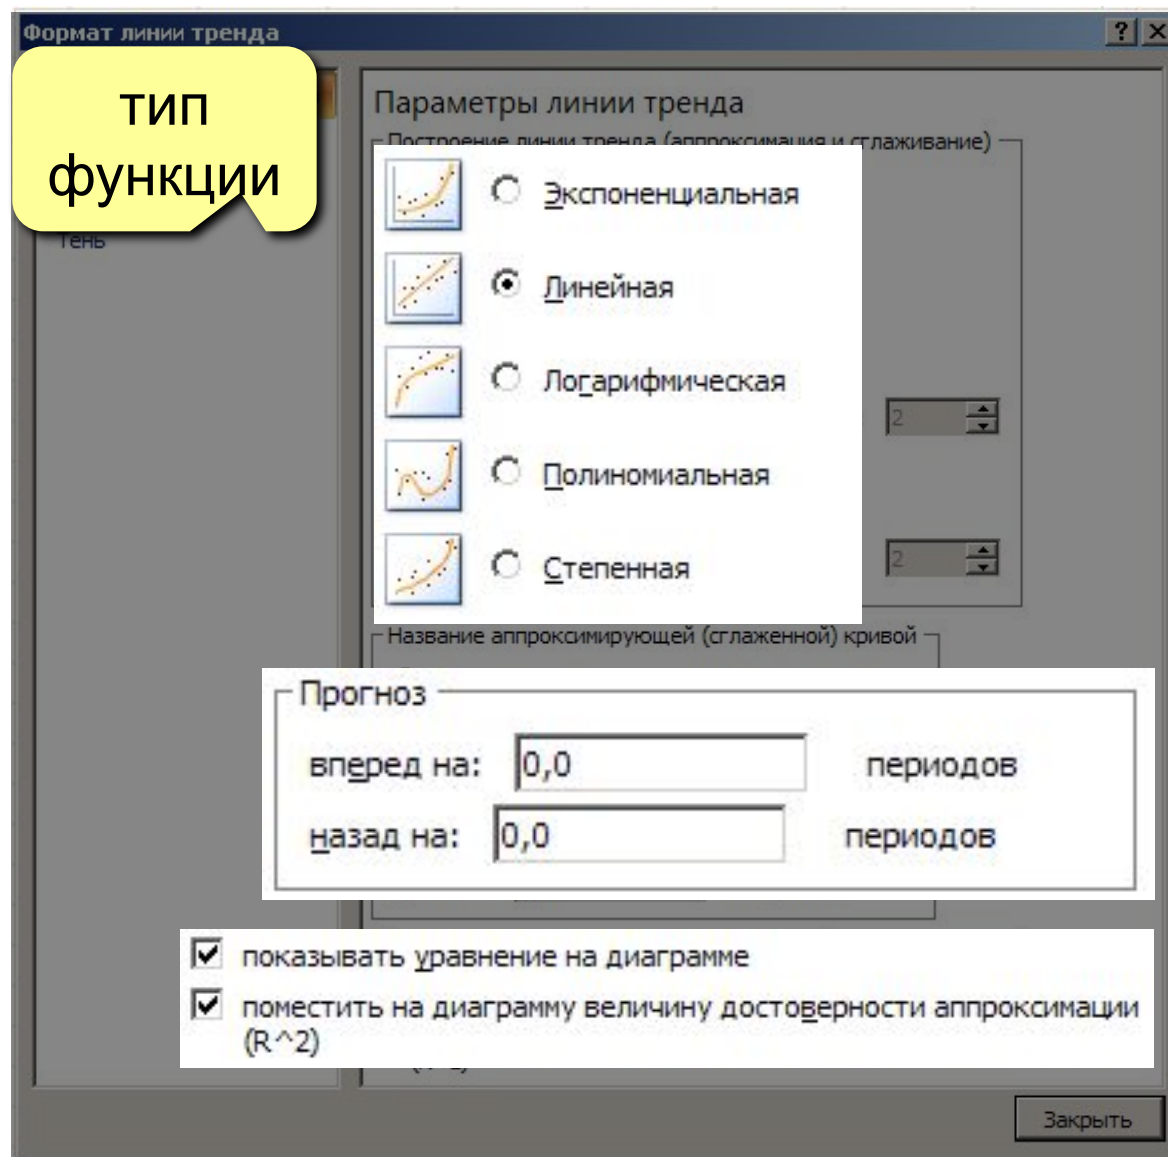 Формат линии тренда
тип
функции
Тень
Параметры линии тренда
Построение линии тренда (аппроксимация и сглаживание)
Экспоненциальная
Линейная
Логарифмическая
2
Полиномиальная
Степенная
2
Название аппроксимирующей (сглаженной) кривой
Прогноз
вперед на: 0,0 периодов
назад на: 0,0 периодов
показывать уравнение на диаграмме
поместить на диаграмму величину достоверности аппроксимации
(R^2)
Закрыть